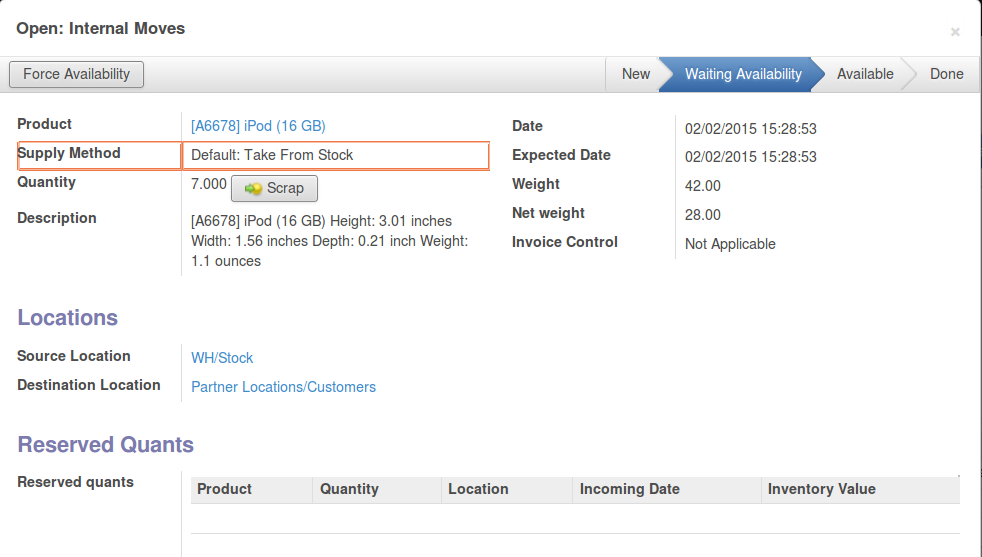 Open: Internal Moves
×
Force Availability
New
Waiting Availability
Available
Done
Product
[A6678] iPod (16 GB)
Supply Method
Default: Take From Stock
Quantity
7.000
Scrap
Description
[A6678] iPod (16 GB) Height: 3.01 inches
Width: 1.56 inches Depth: 0.21 inch Weight:
1.1 ounces
Date
02/02/2015 15:28:53
Expected Date
02/02/2015 15:28:53
Weight
42.00
Net weight
28.00
Invoice Control
Not Applicable
Locations
Source Location
WH/Stock
Destination Location
Partner Locations/Customers
Reserved Quants
Reserved quants
Product
Quantity
Location
Incoming Date
Inventory Value